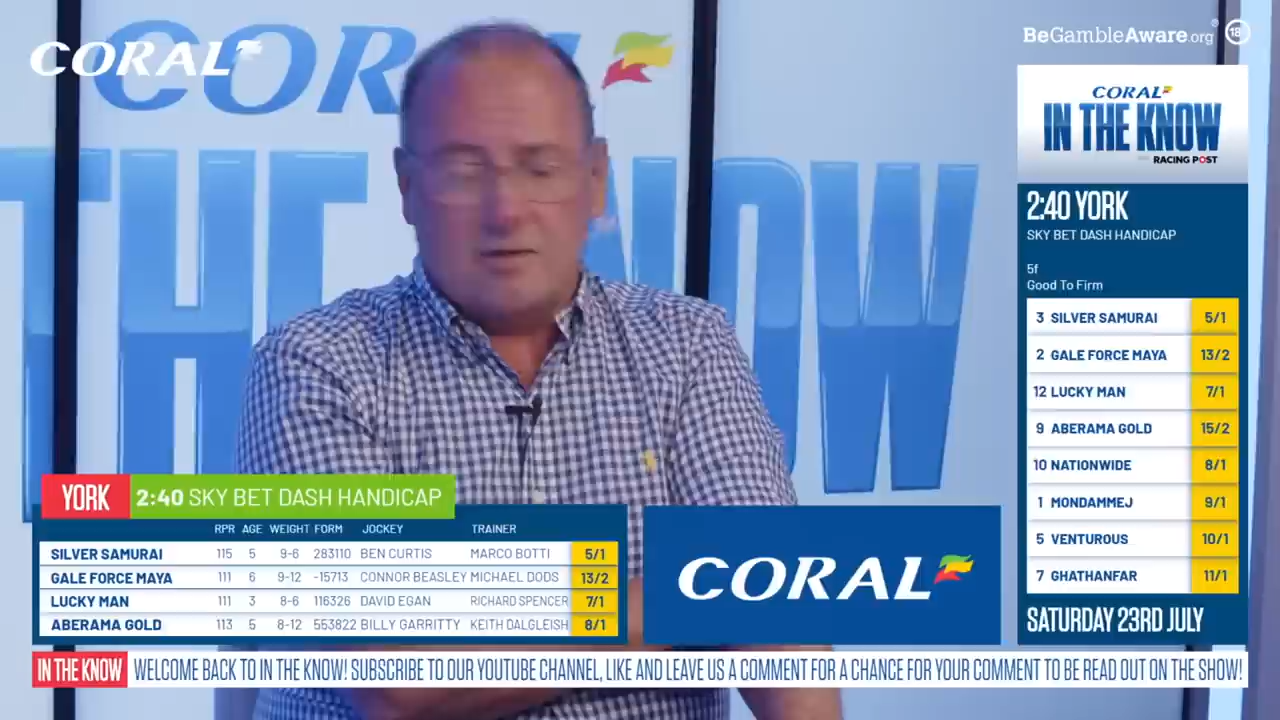 CORAL
CORAL
BeGambleAware.org 18
THE KNOW
CORAL
IN THE KNOW
RACING POST
2:40 YORK
SKY BET DASH HANDICAP
5f
Good To Firm
3 SILVER SAMURAI 5/1
2 GALE FORCE MAYA 13/2
12 LUCKY MAN 7/1
9 ABERAMA GOLD 15/2
10 NATIONWIDE 8/1
1 MONDAMMEJ 9/1
5 VENTUROUS 10/1
7 GHATHANFAR 11/1
SATURDAY 23RD JULY
YORK 2:40 SKY BET DASH HANDICAP
RPR AGE WEIGHT FORM JOCKEY TRAINER
SILVER SAMURAI 115 5 9-6 283110 BEN CURTIS MARCO BOTTI 5/1
GALE FORCE MAYA 111 6 9-12 -15713 CONNOR BEASLEY MICHAEL DODS 13/2
LUCKY MAN 111 3 8-6 116326 DAVID EGAN RICHARD SPENCER 7/1
ABERAMA GOLD 113 5 8-12 553822 BILLY GARRITTY KEITH DALGLEISH 8/1
CORAL
IN THE KNOW WELCOME BACK TO IN THE KNOW! SUBSCRIBE TO OUR YOUTUBE CHANNEL, LIKE AND LEAVE US A COMMENT FOR A CHANCE FOR YOUR COMMENT TO BE READ OUT ON THE SHOW!